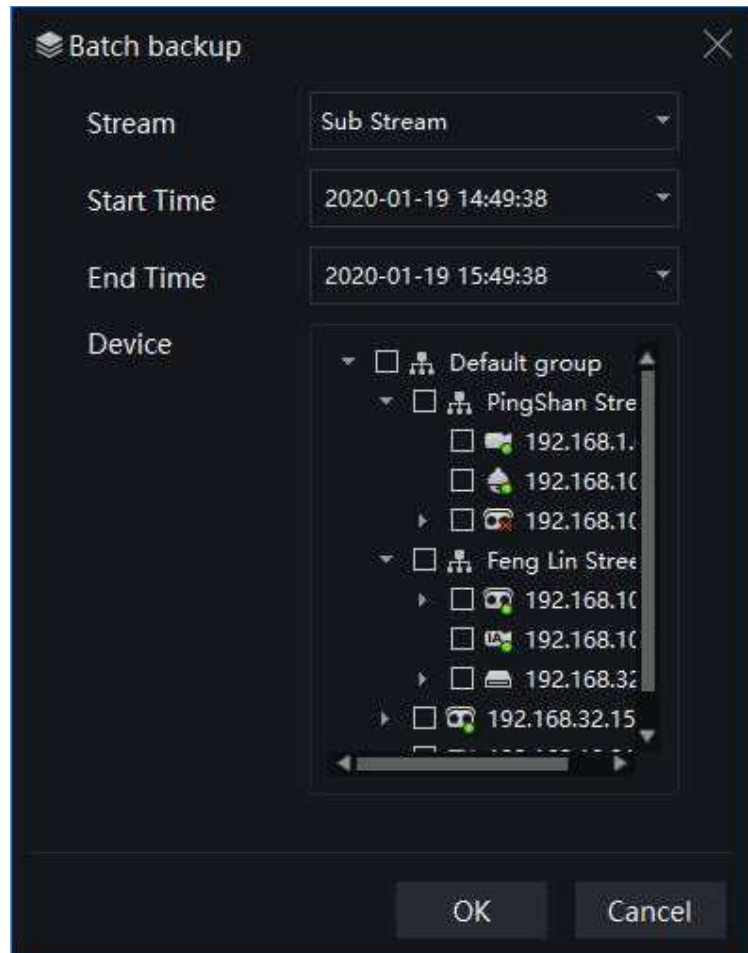 Batch backup
Stream
Sub Stream
Start Time
2020-01-19 14:49:38
End Time
2020-01-19 15:49:38
Device
Default group
PingShan Stre
192.168.1.
192.168.10
192.168.10
Feng Lin Stree
192.168.10
192.168.10
192.168.32
192.168.32.15
OK
Cancel